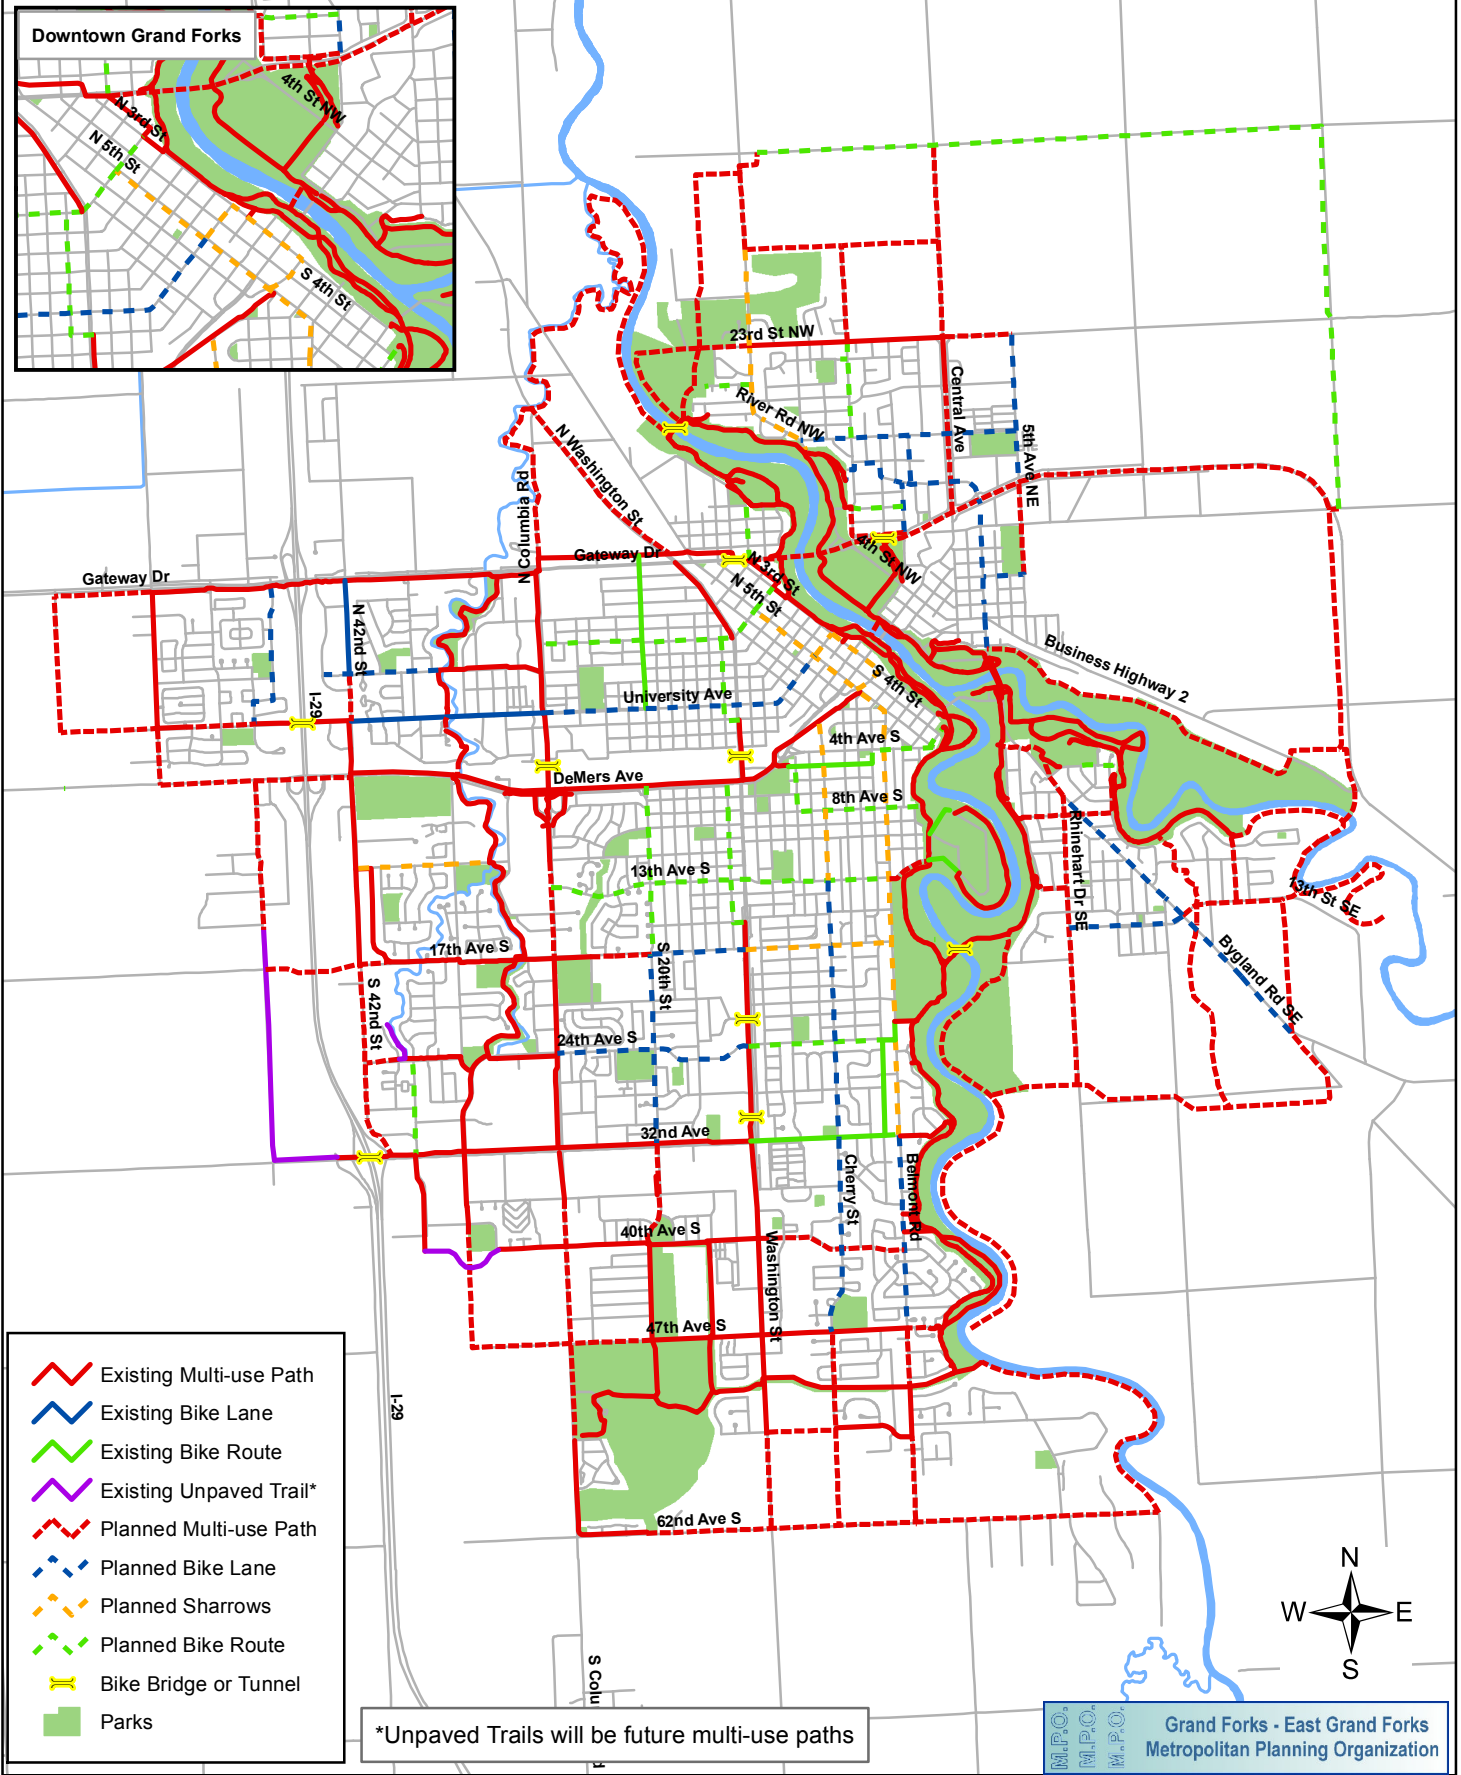 Downtown Grand Forks
4th St NW
N 3rd St
N 5th St
S 4th St
23rd St NW
Central Ave
River Rd NW
5th Ave NE
N Washington St
N Columbia Rd
Gateway Dr
Gateway Dr
4th St NW
N 3rd St
N 5th St
N 42nd St
Business Highway 2
I-29
University Ave
S 4th St
4th Ave S
DeMers Ave
8th Ave S
Rhinehart Dr SE
13th Ave S
13th St SE
17th Ave S
S 20th St
Bygland Rd SE
S 42nd St
24th Ave S
32nd Ave
Cherry St
Belmont Rd
40th Ave S
Washington St
47th Ave S
I-29
62nd Ave S
Existing Multi-use Path
Existing Bike Lane
Existing Bike Route
Existing Unpaved Trail*
Planned Multi-use Path
Planned Bike Lane
Planned Sharrows
Planned Bike Route
Bike Bridge or Tunnel
Parks
N
W E
S
S Colu
d
*Unpaved Trails will be future multi-use paths
M.P.O.
M.P.O.
M.P.O.
Grand Forks - East Grand Forks
Metropolitan Planning Organization